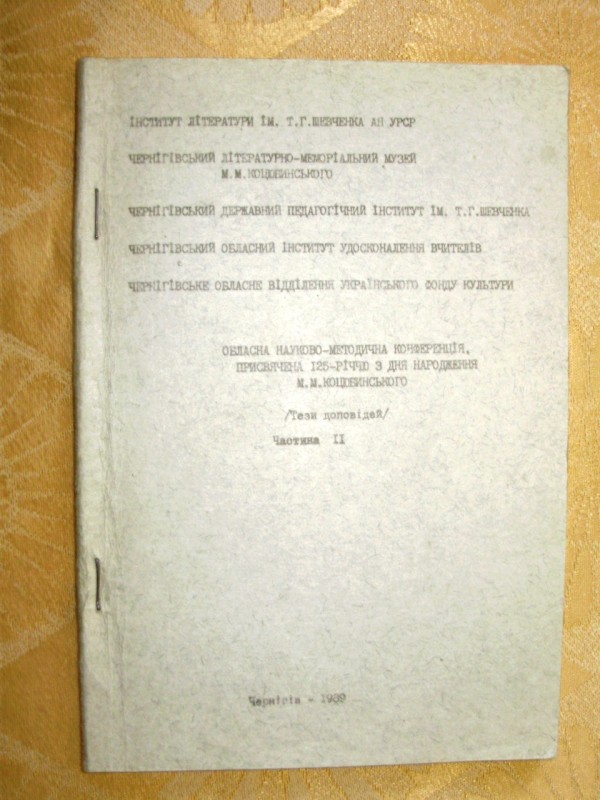 ІНСТИТУТ ЛІТЕРАТУРИ ІМ. Т.Г.ШЕВЧЕНКА АН УРСР
ЧЕРНІГІВСЬКИЙ ЛІТЕРАТУРНО-МЕМОРІАЛЬНИЙ МУЗЕЙ
М.М.КОЦЮБИНСЬКОГО
ЧЕРНІГІВСЬКИЙ ДЕРЖАВНИЙ ПЕДАГОГІЧНИЙ ІНСТИТУТ ІМ. Т.Г.ШЕВЧЕНКА
ЧЕРНІГІВСЬКИЙ ОБЛАСНИЙ ІНСТИТУТ УДОСКОНАЛЕННЯ ВЧИТЕЛІВ
ЧЕРНІГІВСЬКЕ ОБЛАСНЕ ВІДДІЛЕННЯ УКРАЇНСЬКОГО ФОНДУ КУЛЬТУРИ
ОБЛАСНА НАУКОВО-МЕТОДИЧНА КОНФЕРЕНЦІЯ,
ПРИСВЯЧЕНА 125-РІЧЧЮ З ДНЯ НАРОДЖЕННЯ
М.М.КОЦЮБИНСЬКОГО
/Тези доповідей/
Частина II
Чернігів - 1989